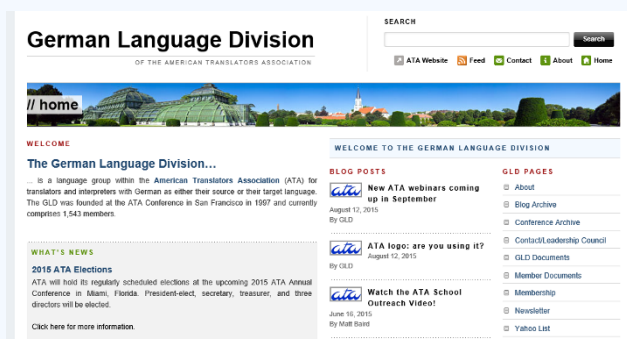 SEARCH
German Language Division
OF THE AMERICAN TRANSLATORS ASSOCIATION
Search
ATA Website Feed Contact About Home
// home
WELCOME
The German Language Division…
... is a language group within the American Translators Association (ATA) for
translators and interpreters with German as either their source or their target language.
The GLD was founded at the ATA Conference in San Francisco in 1997 and currently
comprises 1,543 members.
WHAT'S NEWS
2015 ATA Elections
ATA will hold its regularly scheduled elections at the upcoming 2015 ATA Annual
Conference in Miami, Florida. President-elect, secretary, treasurer, and three
directors will be elected.
Click here for more information.
WELCOME TO THE GERMAN LANGUAGE DIVISION
BLOG POSTS
ata
New ATA webinars coming
up in September
August 12, 2015
By GLD
ata
ATA logo: are you using it?
August 12, 2015
By GLD
ata
Watch the ATA School
Outreach Video!
June 16, 2015
By Matt Baird
GLD PAGES
About
Blog Archive
Conference Archive
Contact/Leadership Council
GLD Documents
Member Documents
Membership
Newsletter
Yahoo List